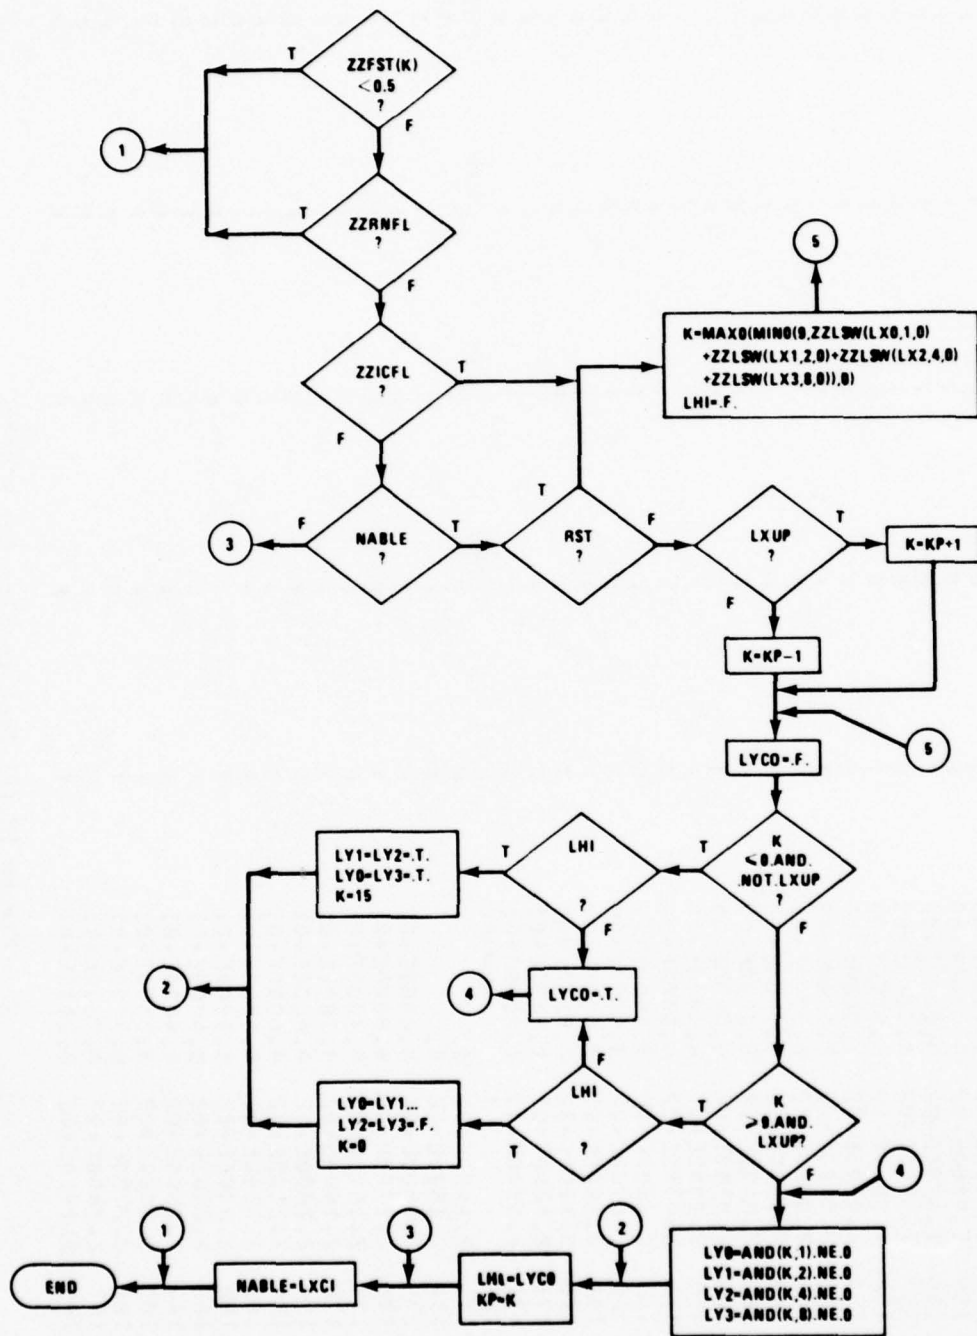 T
ZZFST(K)
<0.5
?
F
1
T
ZZRNFL
?
F
5
K=MAX0(MIN0(9,ZZLSW(LX0,1,0)
+ZZLSW(LX1,2,0)+ZZLSW(LX2,4,0)
+ZZLSW(LX3,8,0)),0)
LHI=.F.
ZZICFL
?
T
F
3
F
NABLE
?
T
T
RST
?
F
LXUP
?
T
K=KP+1
F
K=KP-1
5
LYCO=.F.
LY1=LY2=.T.
LY0=LY3=.T.
K=15
T
LHI
?
T
K
≤0.AND.
.NOT.LXUP
?
F
F
2
4
LYCO=.T.
F
LY0=LY1...
LY2=LY3=.F.
K=0
T
LHI
?
T
K
≥9.AND.
LXUP?
F
4
1
3
2
END
NABLE=LXCI
LHI=LYCO
KP=K
LY0=AND(K,1).NE.0
LY1=AND(K,2).NE.0
LY2=AND(K,4).NE.0
LY3=AND(K,8).NE.0